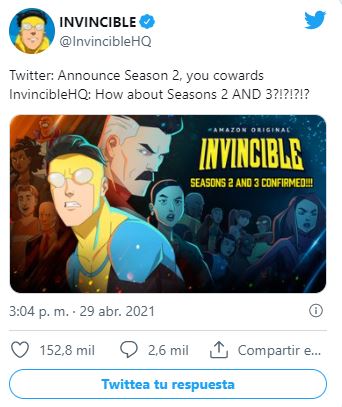 INVINCIBLE
@InvincibleHQ
Twitter: Announce Season 2, you cowards
InvincibleHQ: How about Seasons 2 AND 3?!?!?!?
AMAZON ORIGINAL
INVINCIBLE
SEASONS 2 AND 3 CONFIRMED!!!
3:04 p. m. · 29 abr. 2021
152,8 mil 2,6 mil Compartir e...
Twittea tu respuesta